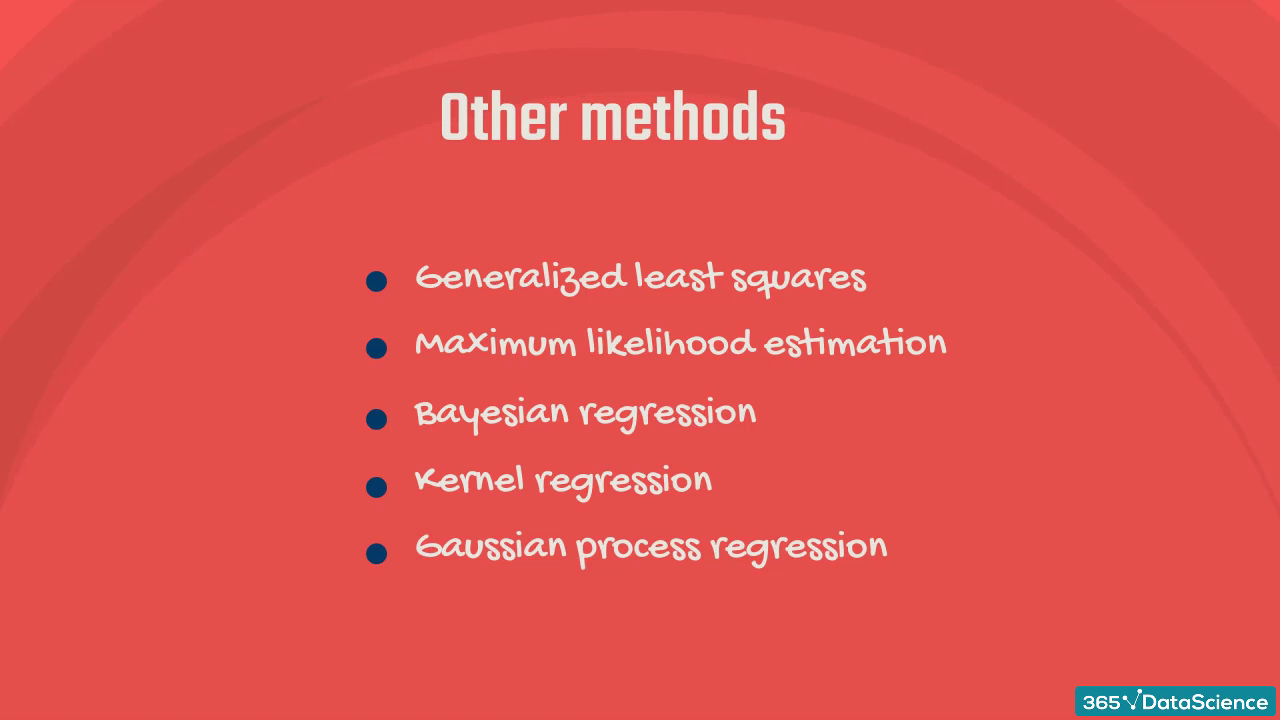 Other methods
Generalized least squares
Maximum likelihood estimation
Bayesian regression
Kernel regression
Gaussian process regression
365 DataScience